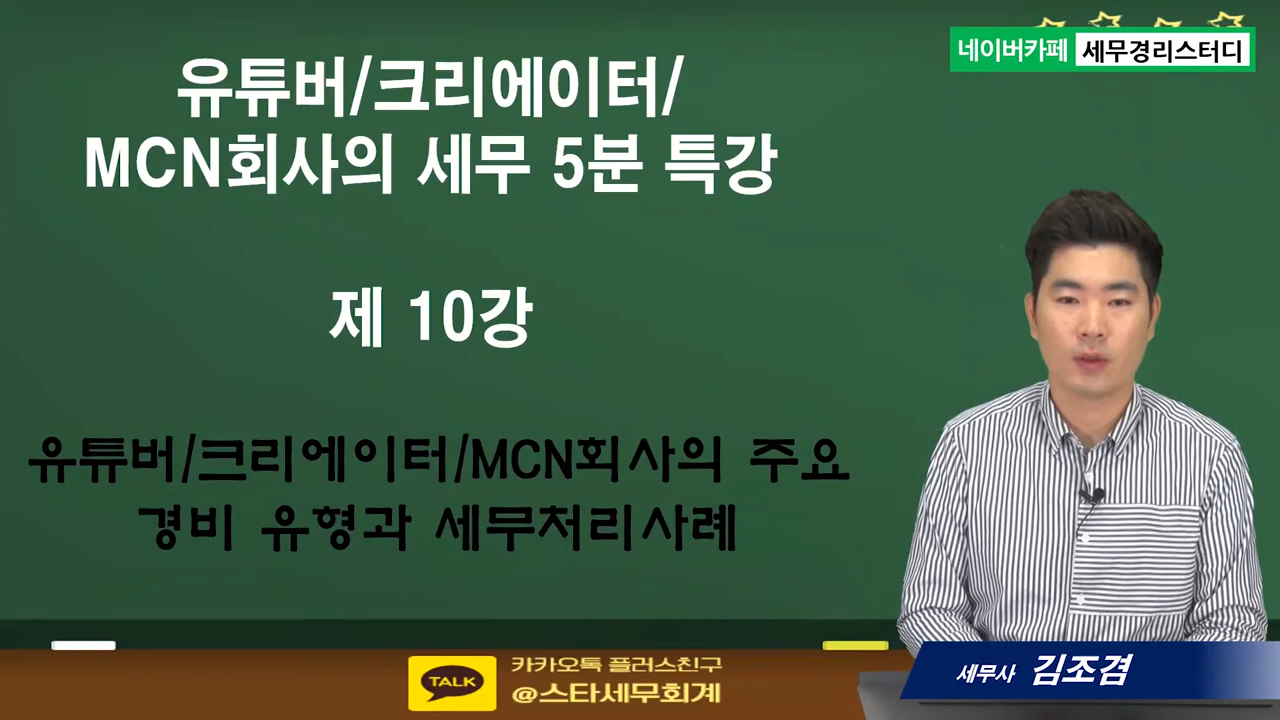 네이버카페 세무경리스터디
유튜버/크리에이터/
MCN회사의 세무 5분 특강
제 10강
유튜버/크리에이터/MCN회사의 주요
경비 유형과 세무처리사례
TALK
카카오톡 플러스친구
@스타세무회계
세무사 김조겸